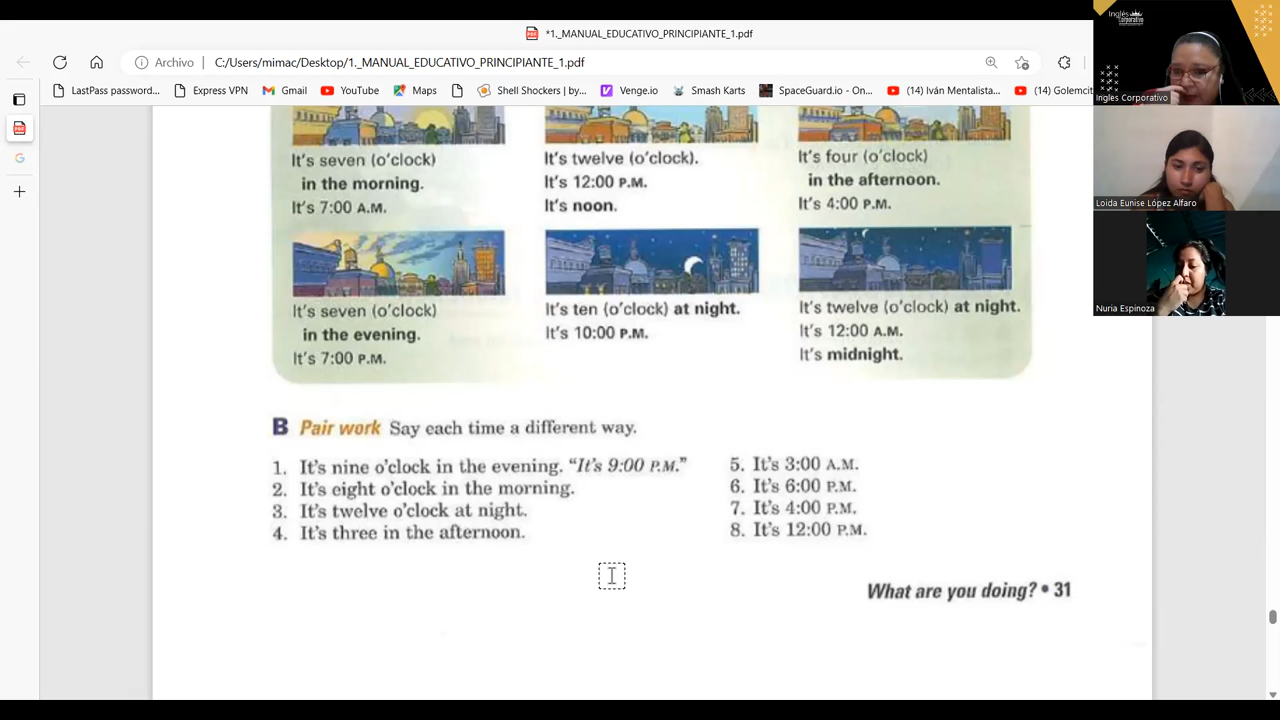 *1._MANUAL_EDUCATIVO_PRINCIPIANTE_1.pdf
Archivo C:/Users/mimac/Desktop/1._MANUAL_EDUCATIVO_PRINCIPIANTE_1.pdf
LastPass password... Express VPN Gmail YouTube Maps Shell Shockers | by... Venge.io Smash Karts SpaceGuard.io - On... (14) Iván Mentalista... (14) Golemcit
Inglés
Corporativo
Ingles Corporativo
Loida Eunise López Alfaro
Nuria Espinoza
It's seven (o'clock)
in the morning.
It's 7:00 A.M.
It's twelve (o'clock).
It's 12:00 P.M.
It's noon.
It's four (o'clock)
in the afternoon.
It's 4:00 P.M.
It's seven (o'clock)
in the evening.
It's 7:00 P.M.
It's ten (o'clock) at night.
It's 10:00 P.M.
It's twelve (o'clock) at night.
It's 12:00 A.M.
It's midnight.
B Pair work Say each time a different way.
1. It's nine o'clock in the evening. "It's 9:00 P.M."
2. It's eight o'clock in the morning.
3. It's twelve o'clock at night.
4. It's three in the afternoon.
5. It's 3:00 A.M.
6. It's 6:00 P.M.
7. It's 4:00 P.M.
8. It's 12:00 P.M.
What are you doing? • 31